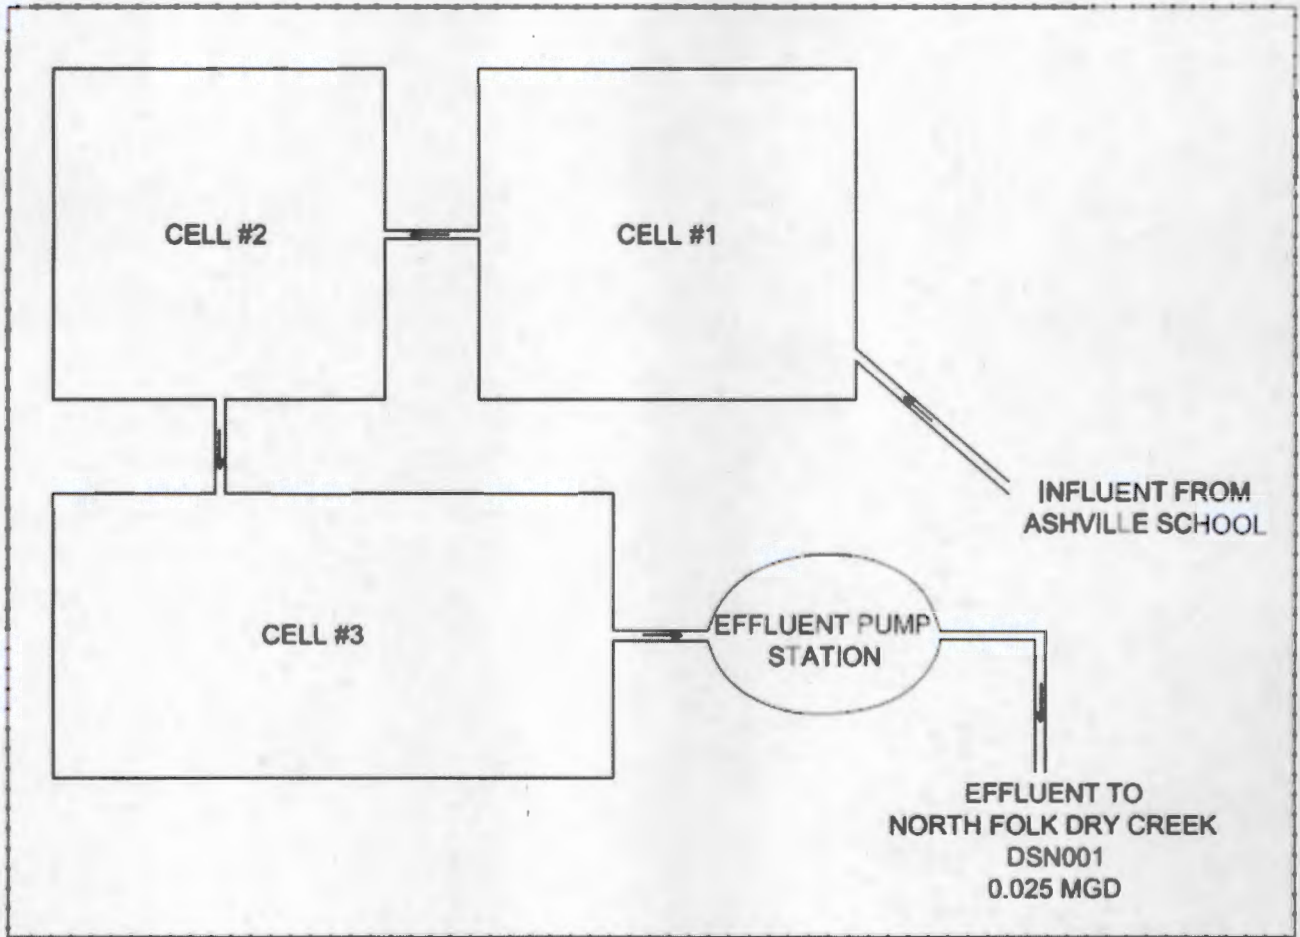 CELL #2
CELL #1
INFLUENT FROM
ASHVILLE SCHOOL
CELL #3
EFFLUENT PUMP
STATION
EFFLUENT TO
NORTH FOLK DRY CREEK
DSN001
0.025 MGD